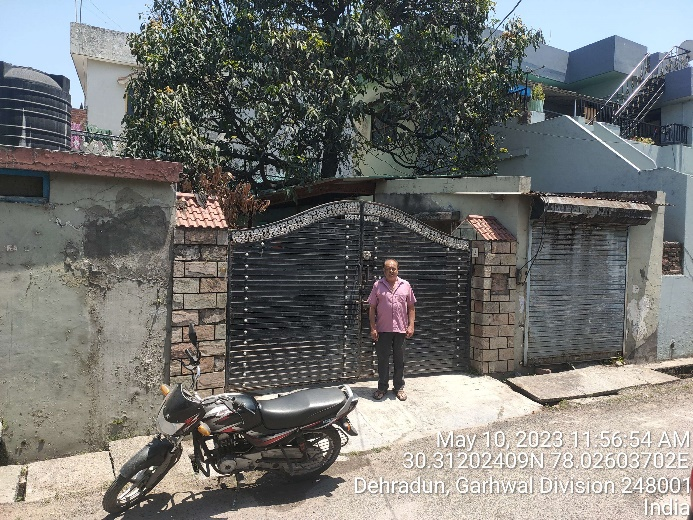 May 10, 2023 11:56:54 AM
30.31202409N 78.02603702E
Dehradun, Garhwal Division 248001
India